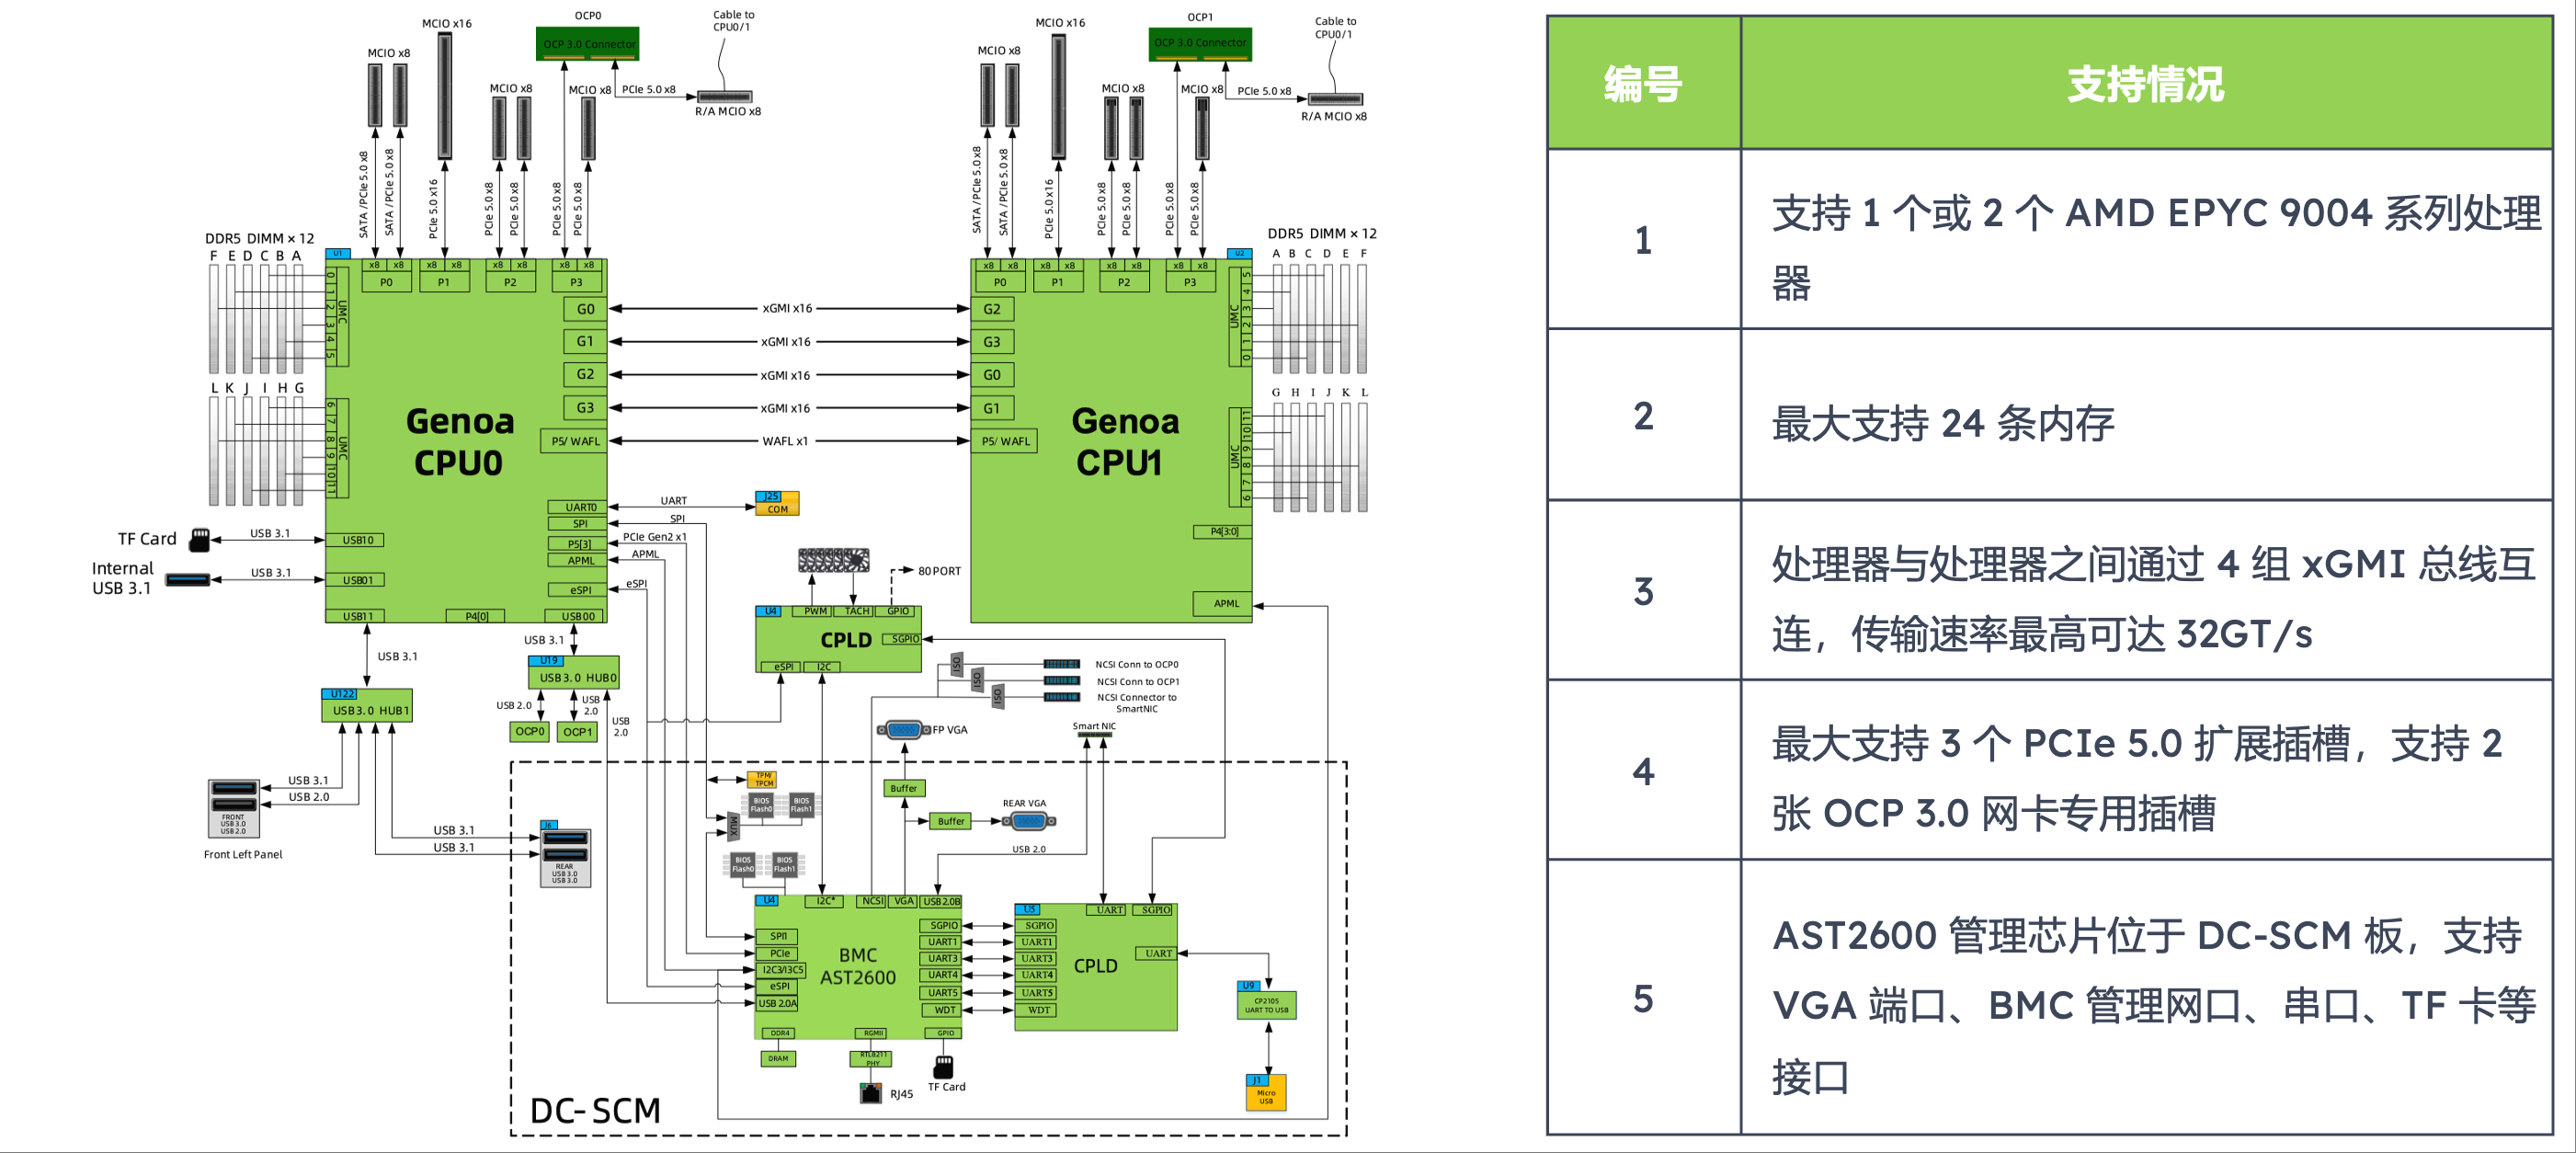 OCP0
Cable to
CPU0/1
MCIO x16
OCP 3.0 Connector
MCIO x8
MCIO x8
MCIO x8
PCIe 5.0 x8
R/A MCIO x8
SATA /PCIe 5.0 x8
SATA /PCIe 5.0 x8
PCIe 5.0 x16
PCIe 5.0 x8
PCIe 5.0 x8
PCIe 5.0 x8
PCIe 5.0 x8
OCP1
Cable to
CPU0/1
MCIO x16
OCP 3.0 Connector
MCIO x8
MCIO x8
MCIO x8
PCIe 5.0 x8
R/A MCIO x8
SATA /PCIe 5.0 x8
SATA /PCIe 5.0 x8
PCIe 5.0 x16
PCIe 5.0 x8
PCIe 5.0 x8
PCIe 5.0 x8
PCIe 5.0 x8
DDR5 DIMM × 12
F E D C B A
U1
x8 x8 x8 x8 x8 x8 x8 x8
P0 P1 P2 P3
0 1 2 3 4 5
UMC
L K J I H G
6 7 8 9 10 11
UMC
G0
G1
G2
G3
P5/ WAFL
Genoa
CPU0
xGMI x16
xGMI x16
xGMI x16
xGMI x16
WAFL x1
U2
x8 x8 x8 x8 x8 x8 x8 x8
P0 P1 P2 P3
G2
G3
G0
G1
P5/ WAFL
Genoa
CPU1
DDR5 DIMM × 12
A B C D E F
5 4 3 2 1 0
UMC
G H I J K L
11 10 9 8 7 6
UMC
P4[3:0]
APML
UART0
SPI
P5[3]
APML
eSPI
UART
SPI
PCIe Gen2 x1
APML
eSPI
J25
COM
TF Card
USB 3.1
USB10
Internal
USB 3.1
USB 3.1
USB01
USB11
P4[0]
USB00
USB 3.1
USB 3.1
U19
USB3.0 HUB0
U122
USB3.0 HUB1
USB 2.0
USB
2.0
USB
2.0
OCP0
OCP1
80PORT
U4
PWM
TACH
GPIO
CPLD
SGPIO
eSPI
I2C
ISO
ISO
ISO
NCSI Conn to OCP0
NCSI Conn to OCP1
NCSI Connector to
SmartNIC
FP VGA
Smart NIC
USB 3.1
USB 2.0
FRONT
USB 3.0
USB 2.0
Front Left Panel
USB 3.1
USB 3.1
J6
REAR
USB 3.0
USB 3.0
TPM/
TPCM
BIOS
Flash0
BIOS
Flash1
MUX
BIOS
Flash0
BIOS
Flash1
Buffer
Buffer
REAR VGA
USB 2.0
U4
I2C*
NCSI
VGA
USB2.0B
SPI1
PCIe
I2C3/I3C5
eSPI
USB 2.0A
BMC
AST2600
SGPIO
UART1
UART3
UART4
UART5
WDT
DDR4
RGMII
GPIO
DRAM
RTL8211
PHY
RJ45
TF Card
U5
UART
SGPIO
SGPIO
UART1
UART3
UART4
UART5
WDT
CPLD
UART
U9
CP2105
UART TO USB
J1
Micro
USB
DC-SCM
编号 支持情况
1 支持 1 个或 2 个 AMD EPYC 9004 系列处理
器
2 最大支持 24 条内存
3 处理器与处理器之间通过 4 组 xGMI 总线互
连，传输速率最高可达 32GT/s
4 最大支持 3 个 PCIe 5.0 扩展插槽，支持 2
张 OCP 3.0 网卡专用插槽
5 AST2600 管理芯片位于 DC-SCM 板，支持
VGA 端口、BMC 管理网口、串口、TF 卡等
接口